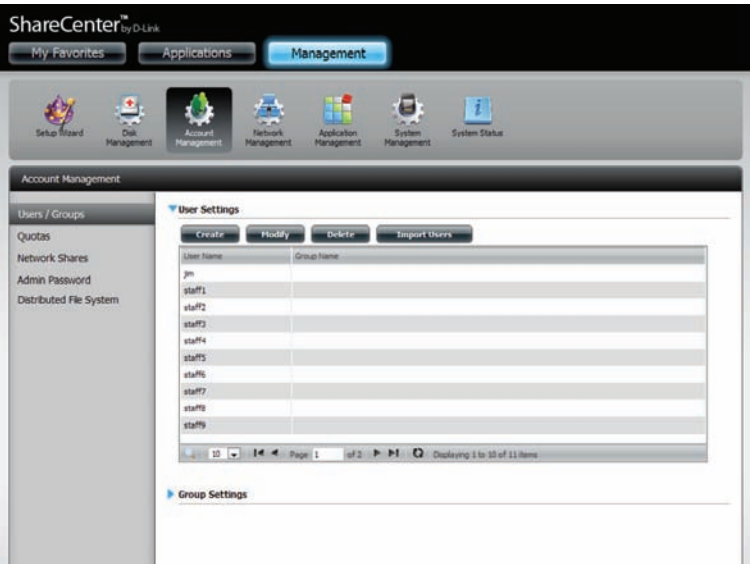 ShareCenter™ by D-Link
My Favorites Applications Management
Setup Wizard Disk Management Account Management Network Management Application Management System Management System Status
Account Management
Users / Groups
Quotas
Network Shares
Admin Password
Distributed File System
User Settings
Create Modify Delete Import Users
User Name Group Name
jim
staff1
staff2
staff3
staff4
staff5
staff6
staff7
staff8
staff9
10 Page 1 of 2 Displaying 1 to 10 of 11 items
Group Settings